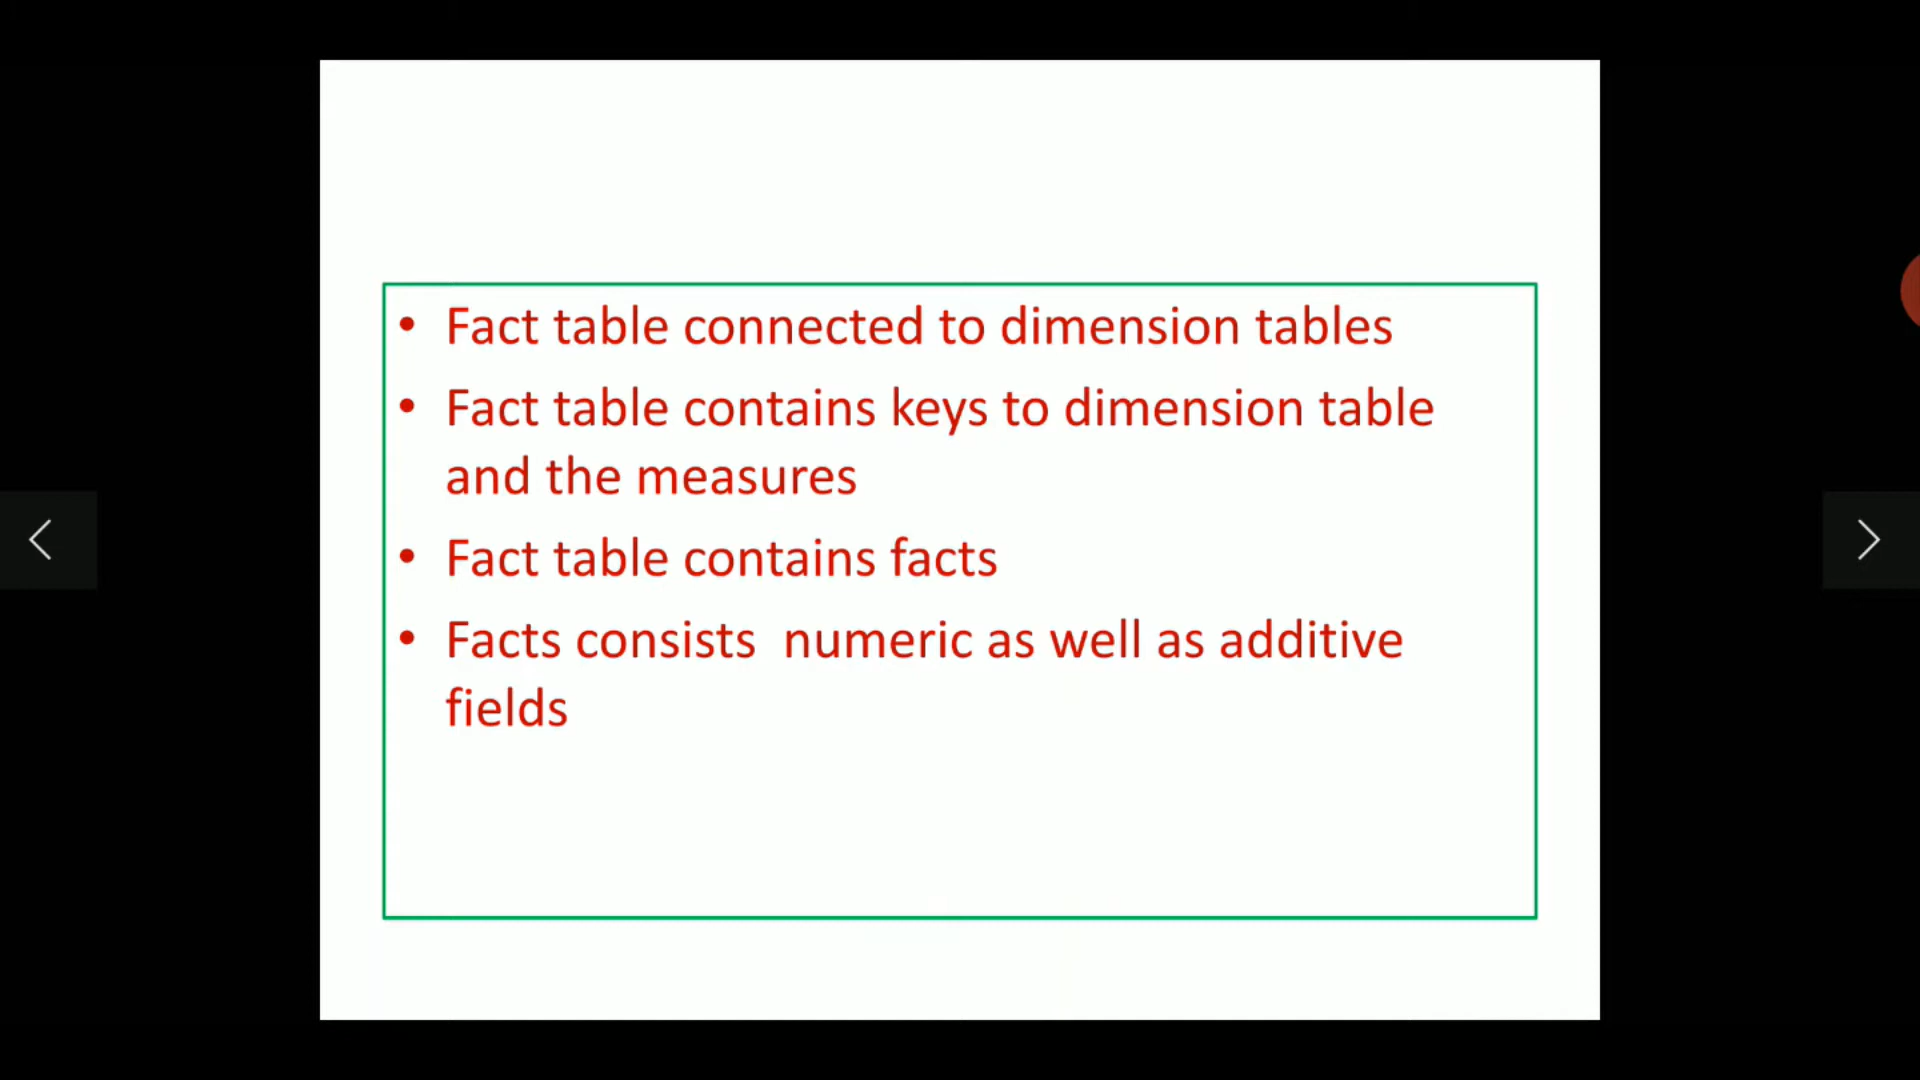 • Fact table connected to dimension tables
• Fact table contains keys to dimension table
and the measures
• Fact table contains facts
• Facts consists  numeric as well as additive
fields